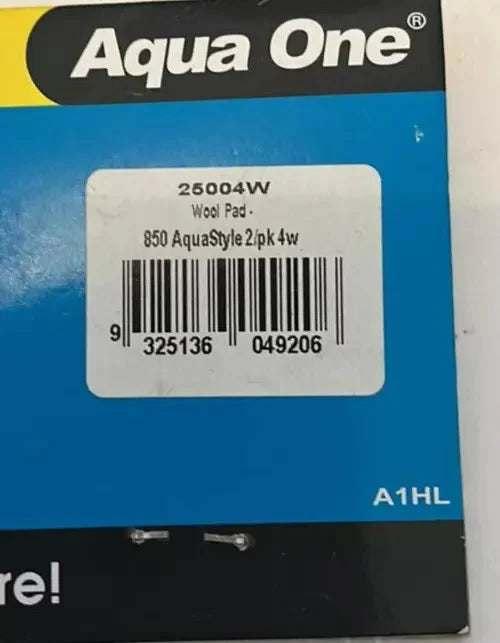 Aqua One®
25004W
Wool Pad -
850 AquaStyle 2/pk 4w
9 325136 049206
A1HL
re!